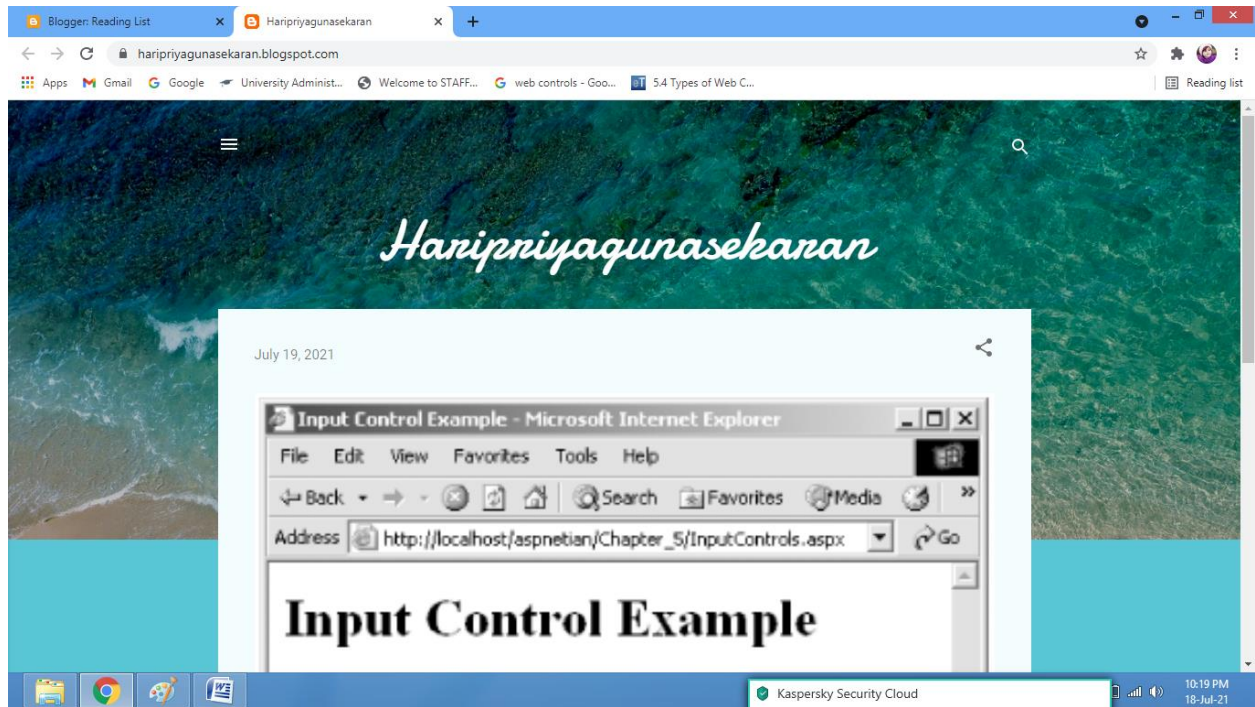 Blogger: Reading List
Haripriyagunasekaran
haripriyagunasekaran.blogspot.com
Apps
Gmail
Google
University Administ...
Welcome to STAFF...
web controls - Goo...
5.4 Types of Web C...
Reading list
Haripriyagunasekaran
July 19, 2021
Input Control Example - Microsoft Internet Explorer
File Edit View Favorites Tools Help
Back Search Favorites Media »
Address http://localhost/aspnetian/Chapter_5/InputControls.aspx Go
Input Control Example
Kaspersky Security Cloud
10:19 PM
18-Jul-21